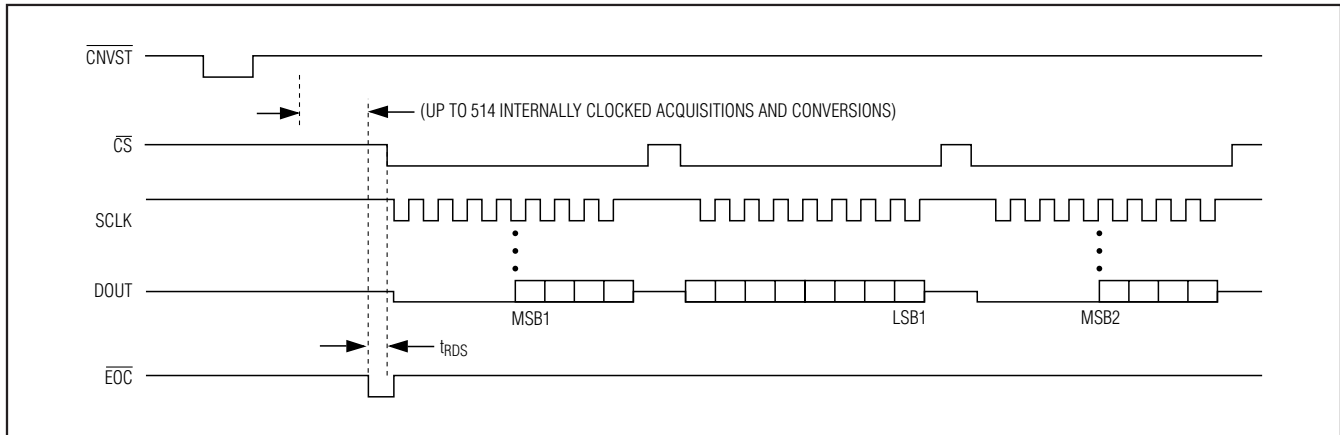 CNVST
(UP TO 514 INTERNALLY CLOCKED ACQUISITIONS AND CONVERSIONS)
CS
SCLK
DOUT
MSB1 LSB1 MSB2
tRDS
EOC